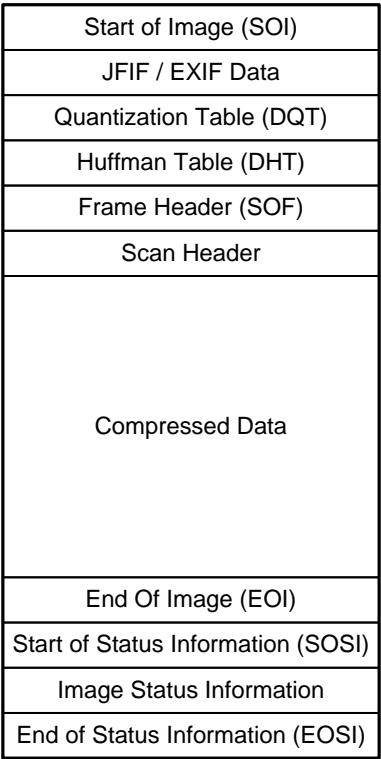 Start of Image (SOI)
JFIF / EXIF Data
Quantization Table (DQT)
Huffman Table (DHT)
Frame Header (SOF)
Scan Header
Compressed Data
End Of Image (EOI)
Start of Status Information (SOSI)
Image Status Information
End of Status Information (EOSI)